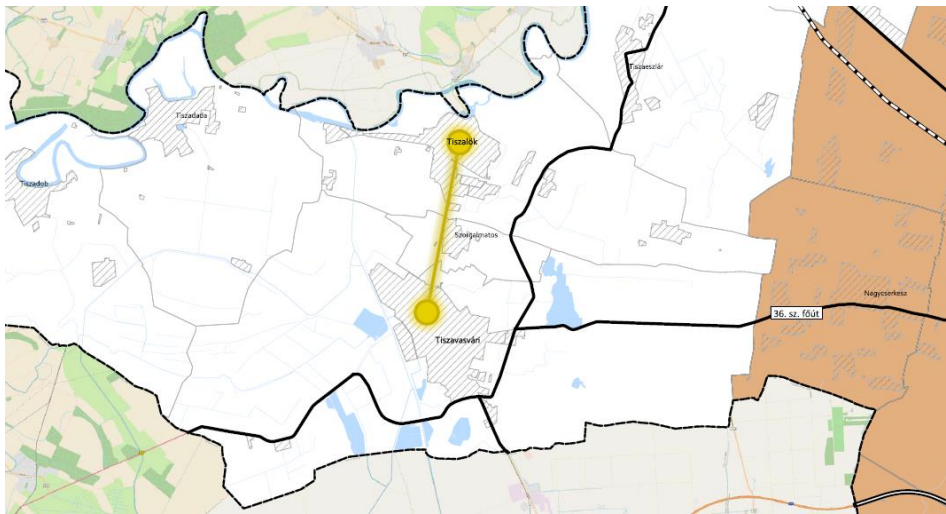 Tiszaeszlár
Tiszadada
Tiszalök
Tiszadob
Szorgalmatos
Nagycserkesz
36. sz. főút
Tiszavasvári